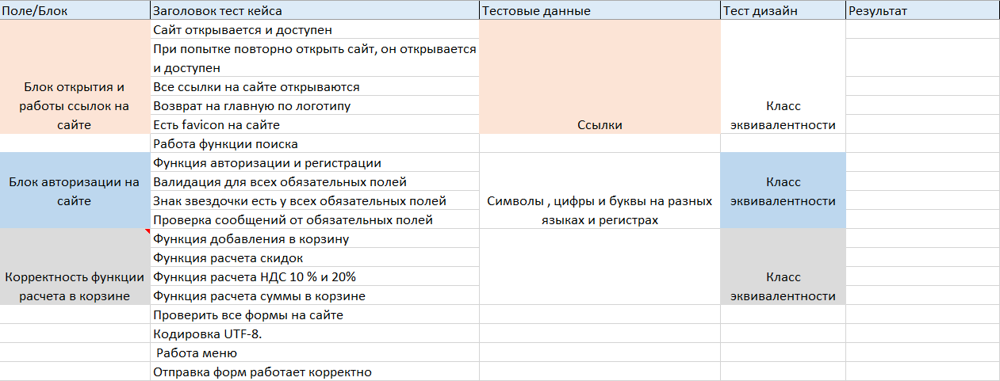 Поле/Блок
Заголовок тест кейса
Тестовые данные
Тест дизайн
Результат
Блок открытия и
работы ссылок на
сайте
Сайт открывается и доступен
При попытке повторно открыть сайт, он открывается
и доступен
Все ссылки на сайте открываются
Возврат на главную по логотипу
Есть favicon на сайте
Ссылки
Класс
эквивалентности
Работа функции поиска
Блок авторизации на
сайте
Функция авторизации и регистрации
Валидация для всех обязательных полей
Знак звездочки есть у всех обязательных полей
Проверка сообщений от обязательных полей
Символы , цифры и буквы на разных
языках и регистрах
Класс
эквивалентности
Корректность функции
расчета в корзине
Функция добавления в корзину
Функция расчета скидок
Функция расчета НДС 10 % и 20%
Функция расчета суммы в корзине
Класс
эквивалентности
Проверить все формы на сайте
Кодировка UTF-8.
Работа меню
Отправка форм работает корректно